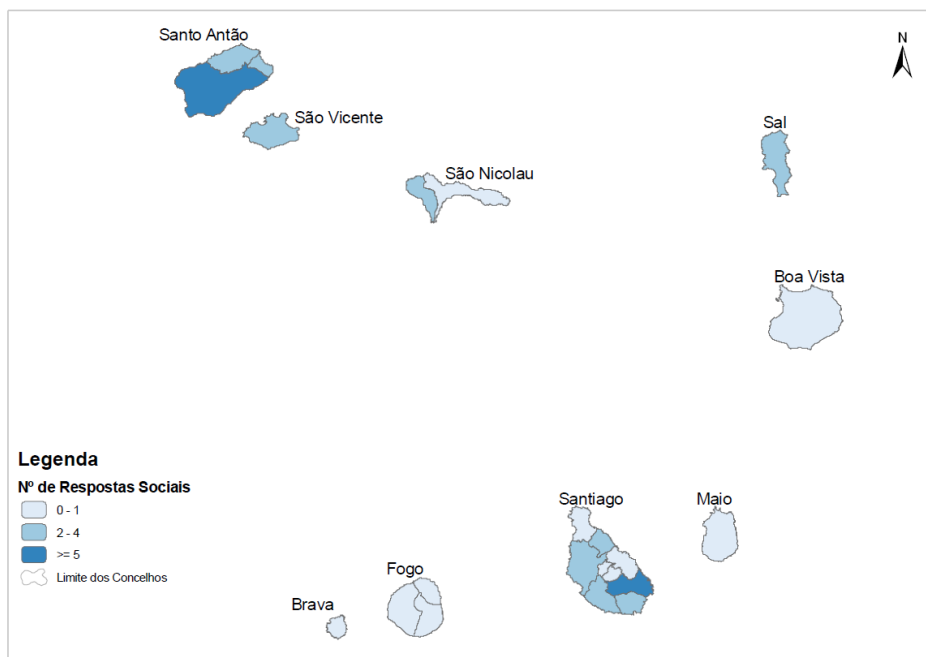 Santo Antão
N
São Vicente
Sal
São Nicolau
Boa Vista
Legenda
Nº de Respostas Sociais
0 - 1
2 - 4
>= 5
Limite dos Concelhos
Santiago
Maio
Fogo
Brava